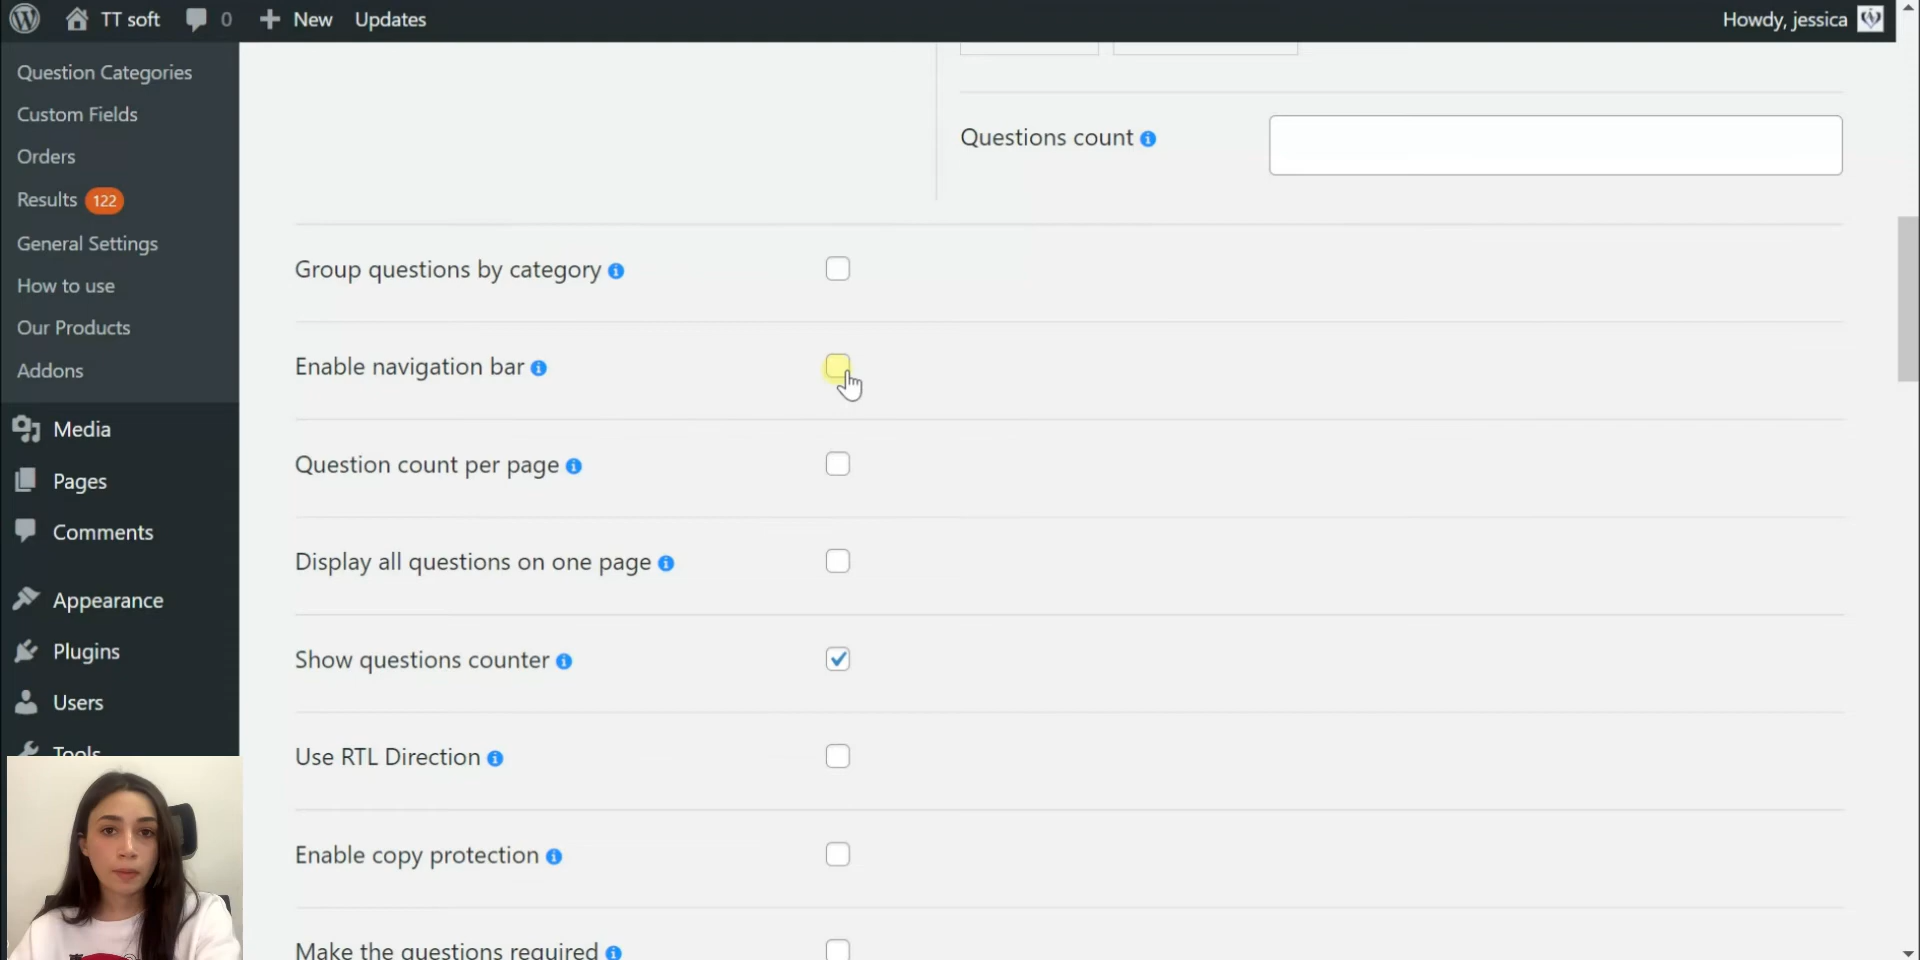 TT soft
0
New
Updates
Howdy, jessica
Question Categories
Custom Fields
Orders
Results 122
General Settings
How to use
Our Products
Addons
Media
Pages
Comments
Appearance
Plugins
Users
Tools
Questions count
Group questions by category
Enable navigation bar
Question count per page
Display all questions on one page
Show questions counter
Use RTL Direction
Enable copy protection
Make the questions required